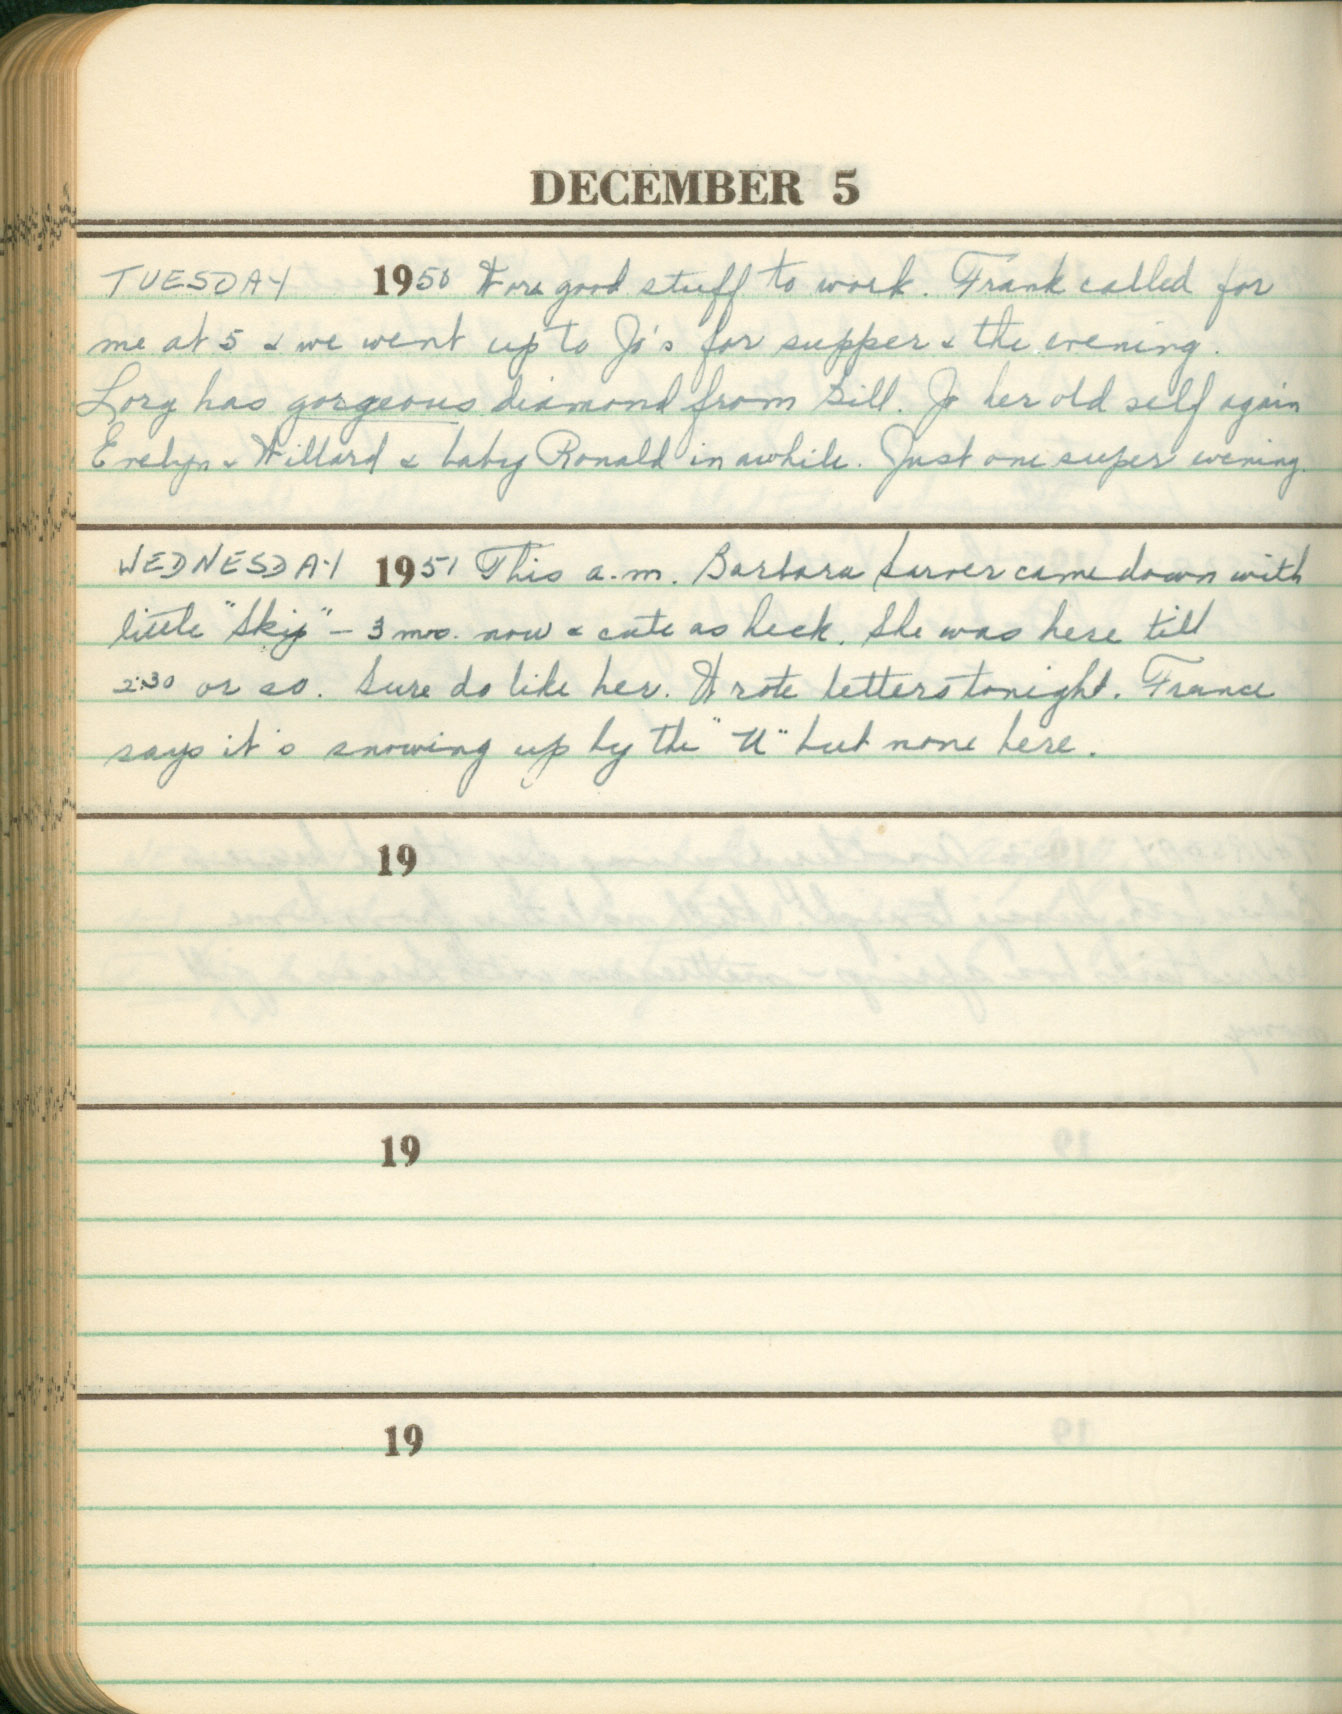 DECEMBER 5
TUESDAY 1950 Wore good stuff to work. Frank called for
me at 5 & we went up to Jo's for supper & the evening.
Lorg has gorgeous diamond from Bill. Jo her old self again
Evelyn & Willard & baby Ronald in awhile. Just one super evening.
WEDNESDAY 1951 This a.m. Barbara came down with
little "Skip" - 3 mos. now & cute as heck. She was here till
2:30 or so. Sure do like her. Wrote letters tonight. France
says it's snowing up by the "U" but none here.
19
19
19